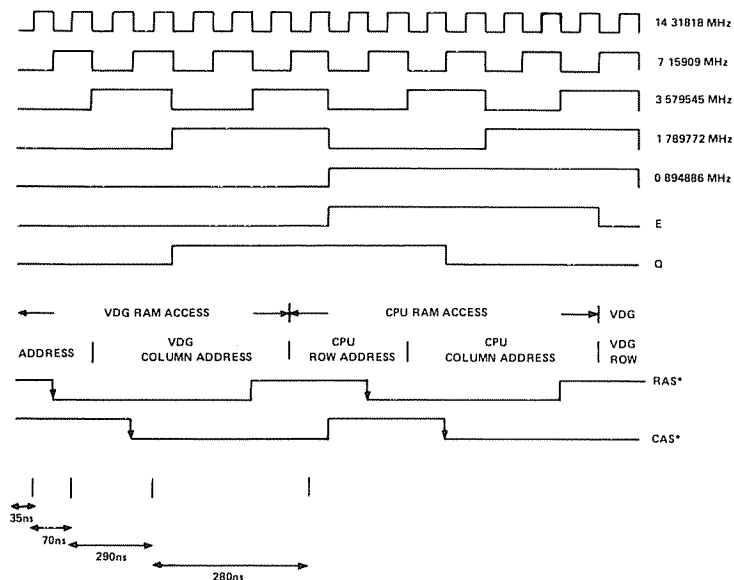 14 31818 MHz
7 15909 MHz
3 579545 MHz
1 789772 MHz
0 894886 MHz
E
Q
VDG RAM ACCESS CPU RAM ACCESS VDG
ADDRESS VDG COLUMN ADDRESS CPU ROW ADDRESS CPU COLUMN ADDRESS VDG ROW
RAS*
CAS*
35ns
70ns
290ns
280ns